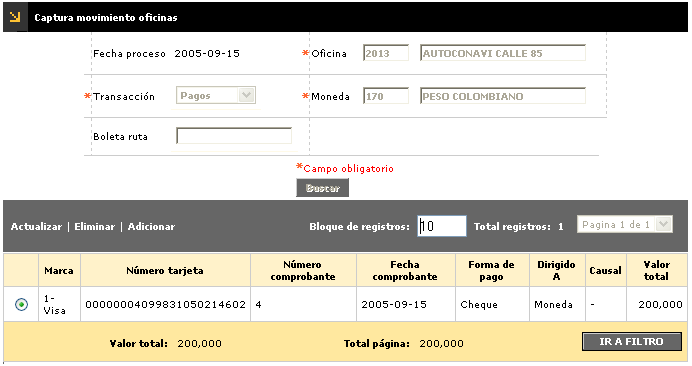 Captura movimiento oficinas
Fecha proceso 2005-09-15 *Oficina 2013 AUTOCONAVI CALLE 85
*Transacción Pagos *Moneda 170 PESO COLOMBIANO
Boleta ruta
*Campo obligatorio
Buscar
Actualizar | Eliminar | Adicionar Bloque de registros: 10 Total registros: 1 Pagina 1 de 1
Marca Número tarjeta Número comprobante Fecha comprobante Forma de pago Dirigido A Causal Valor total
1-Visa 0000000409983105021460​2 4 2005-09-15 Cheque Moneda - 200,000
Valor total: 200,000 Total página: 200,000 IR A FILTRO